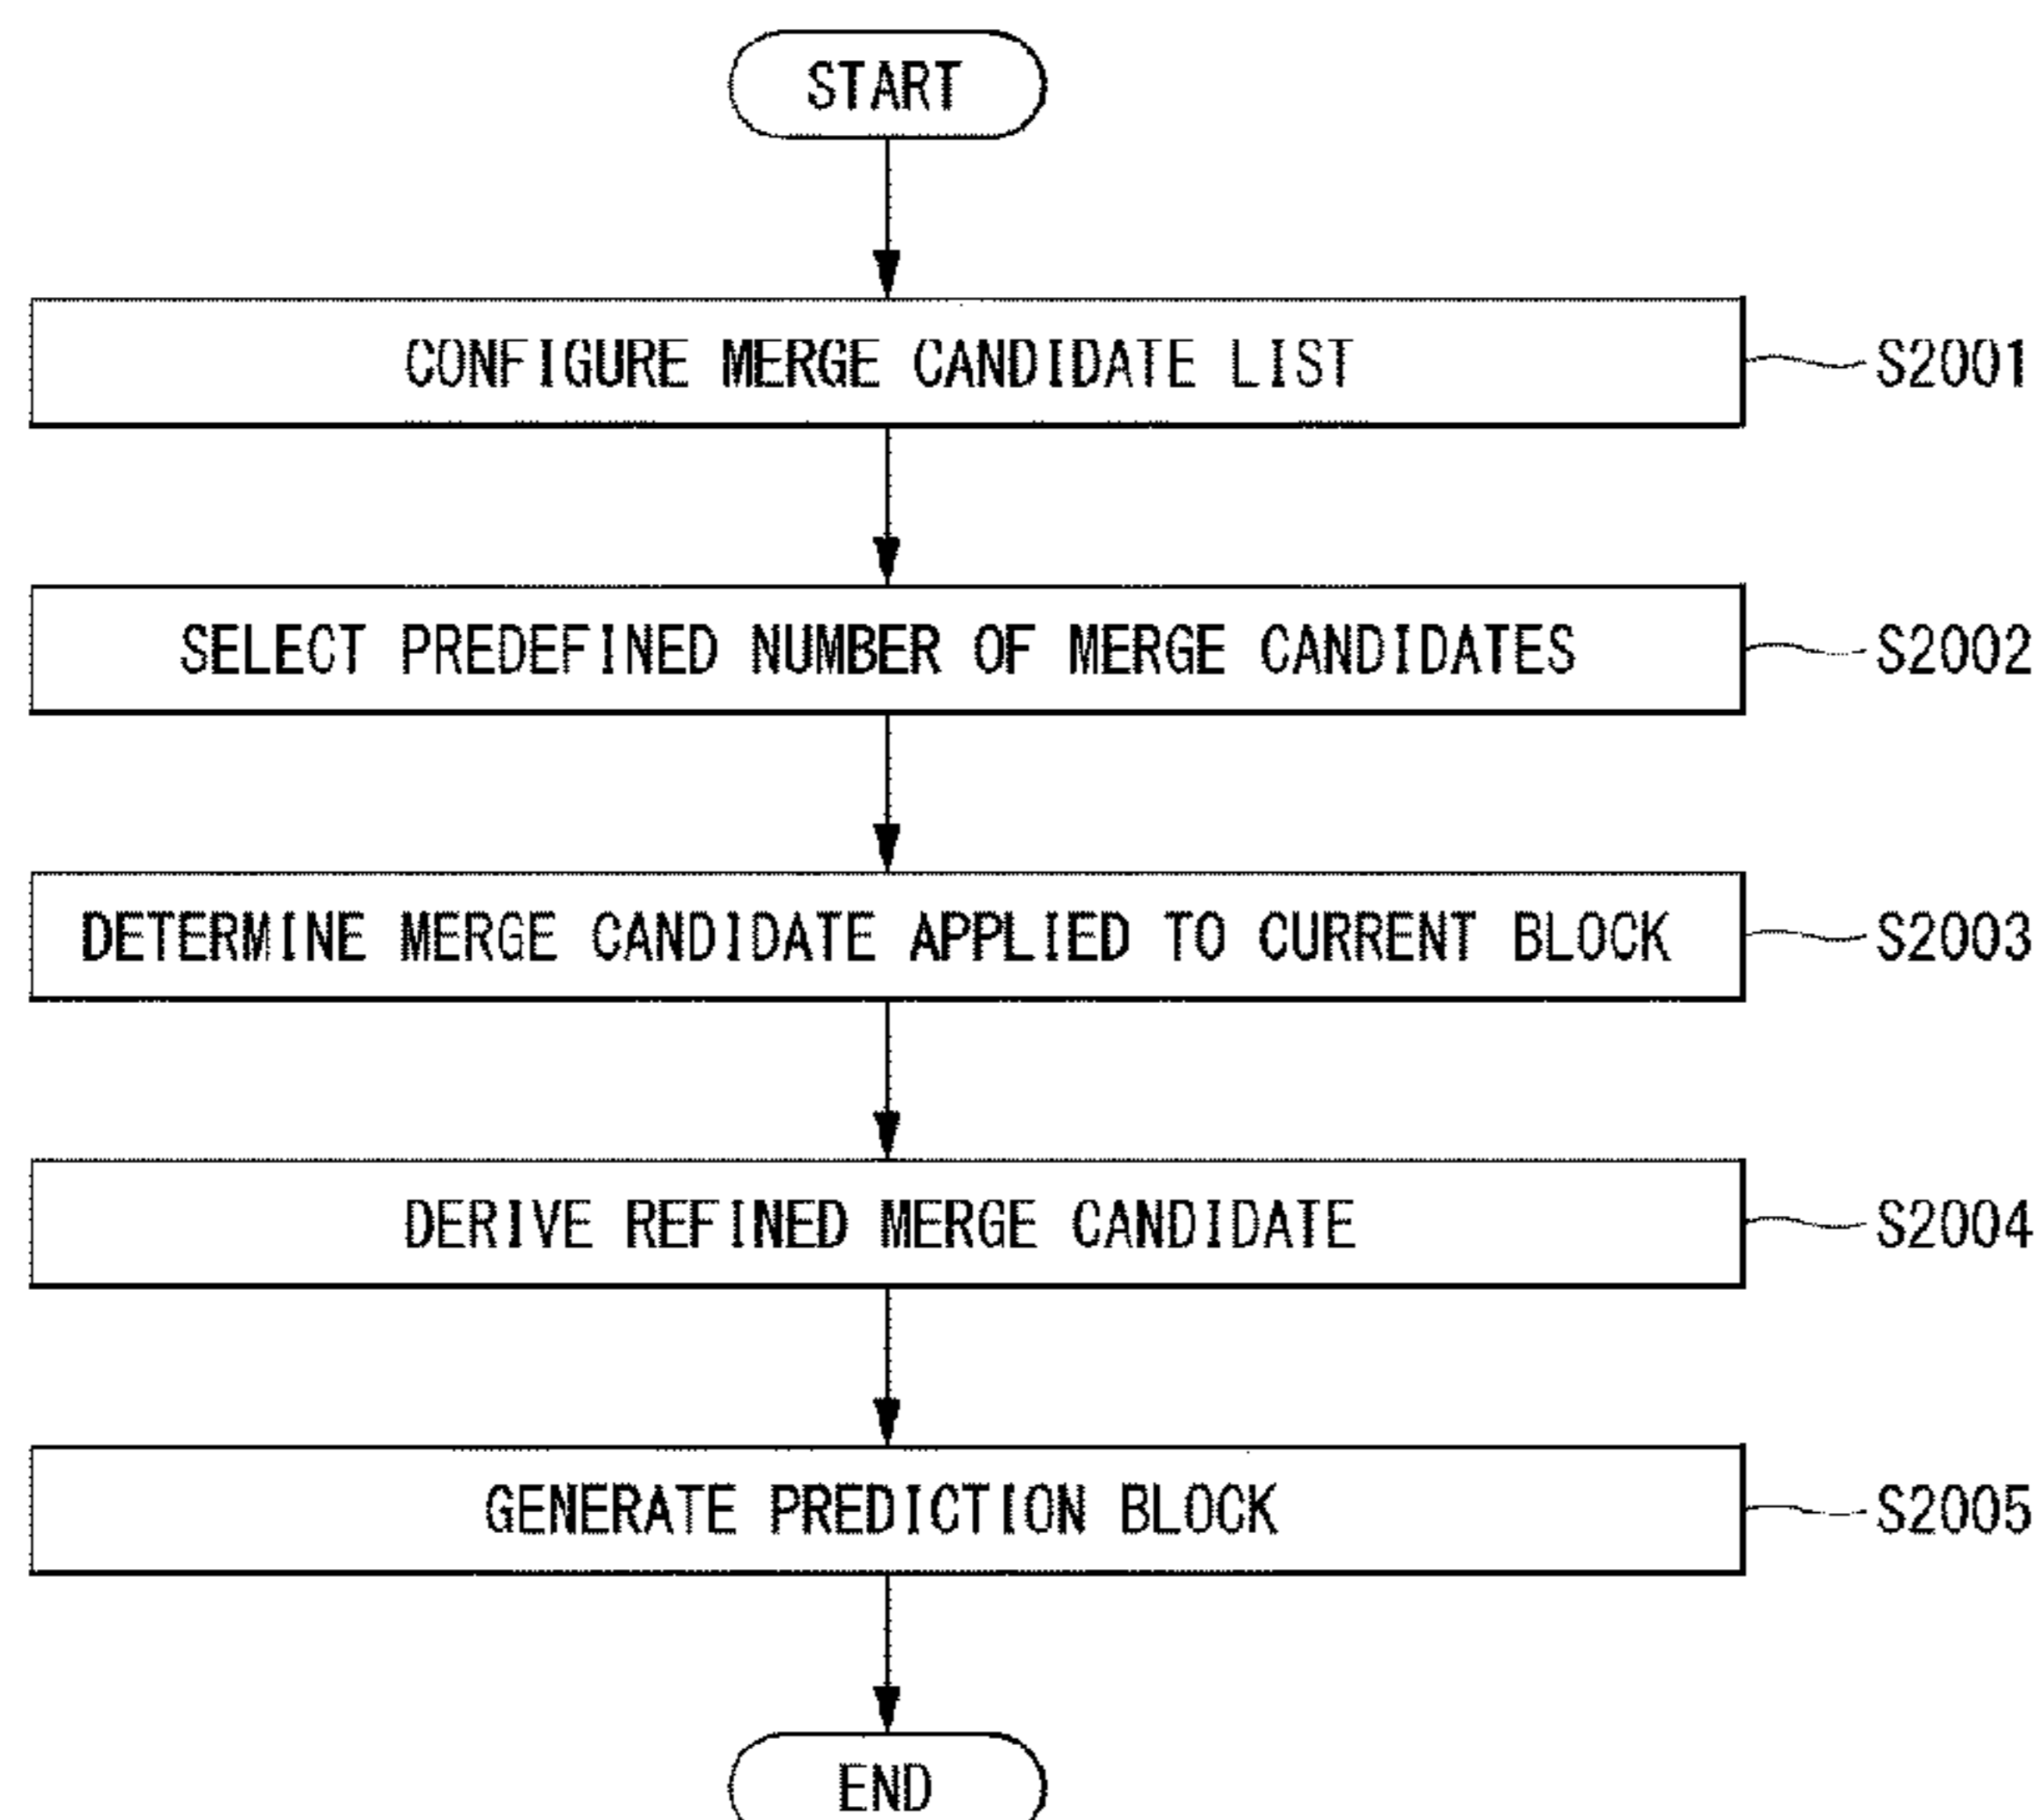 START
CONFIGURE MERGE CANDIDATE LIST
S2001
SELECT PREDEFINED NUMBER OF MERGE CANDIDATES
S2002
DETERMINE MERGE CANDIDATE APPLIED TO CURRENT BLOCK
S2003
DERIVE REFINED MERGE CANDIDATE
S2004
GENERATE PREDICTION BLOCK
S2005
END